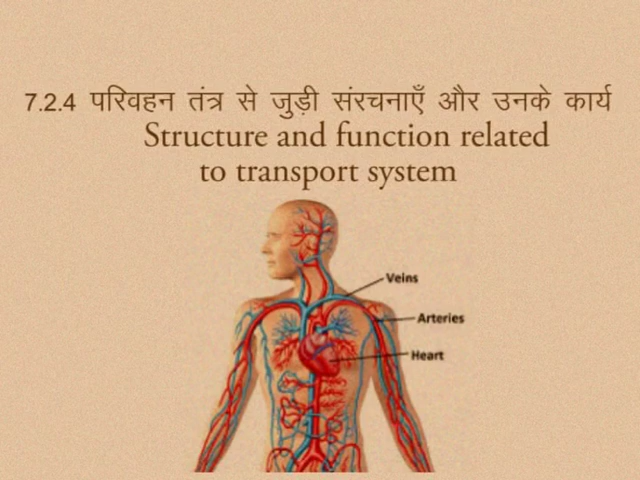 7.2.4 परिवहन तंत्र से जुड़ी संरचनाएँ और उनके कार्य
Structure and function related
to transport system
Veins
Arteries
Heart